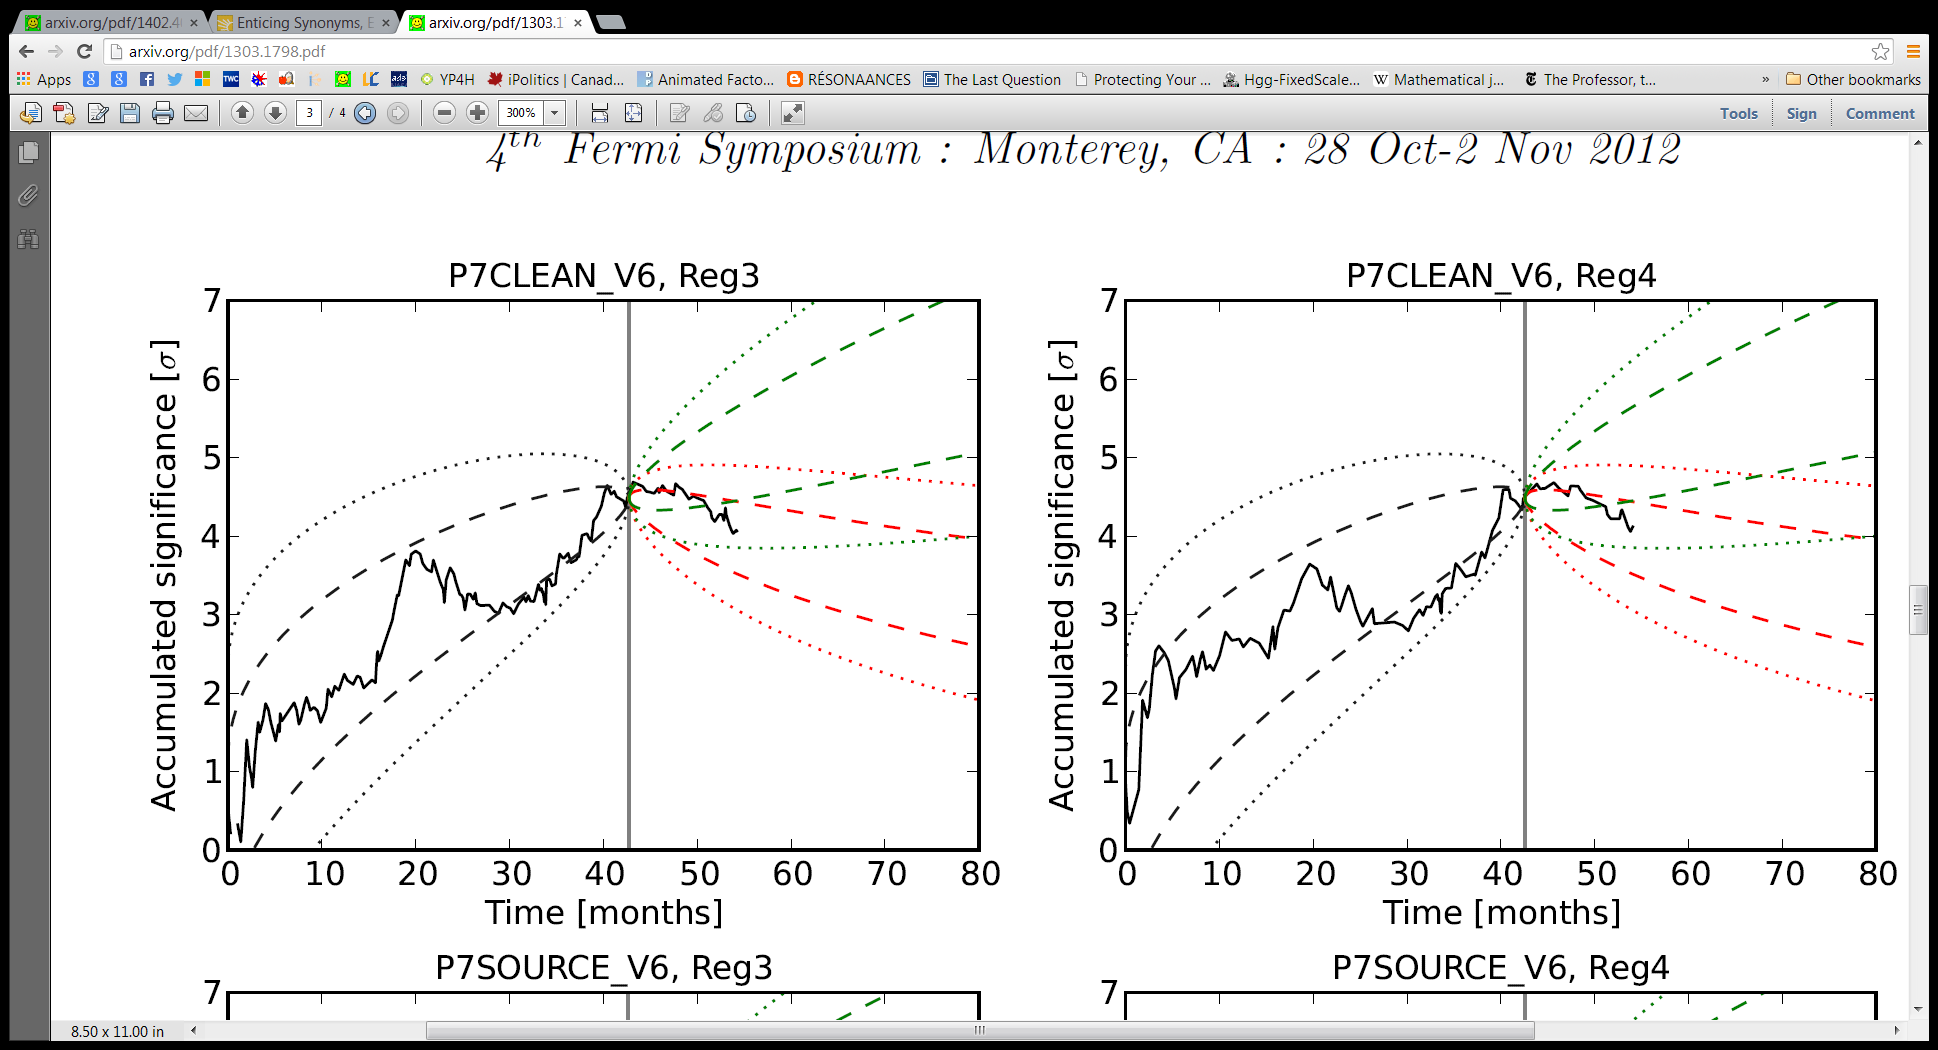 arxiv.org/pdf/1402.4
Enticing Synonyms, E
arxiv.org/pdf/1303.1
arxiv.org/pdf/1303.1798.pdf
Apps
YP4H
iPolitics | Canad...
Animated Facto...
RÉSONAANCES
The Last Question
Protecting Your ...
Hgg-FixedScale...
Mathematical j...
The Professor, t...
»
Other bookmarks
3 / 4
300%
Tools
Sign
Comment
4th Fermi Symposium : Monterey, CA : 28 Oct-2 Nov 2012
P7CLEAN_V6, Reg3
7
6
5
4
3
2
1
0
Accumulated significance [σ]
0 10 20 30 40 50 60 70 80
Time [months]
P7CLEAN_V6, Reg4
7
6
5
4
3
2
1
0
Accumulated significance [σ]
0 10 20 30 40 50 60 70 80
Time [months]
P7SOURCE_V6, Reg3
7
P7SOURCE_V6, Reg4
7
8.50 x 11.00 in